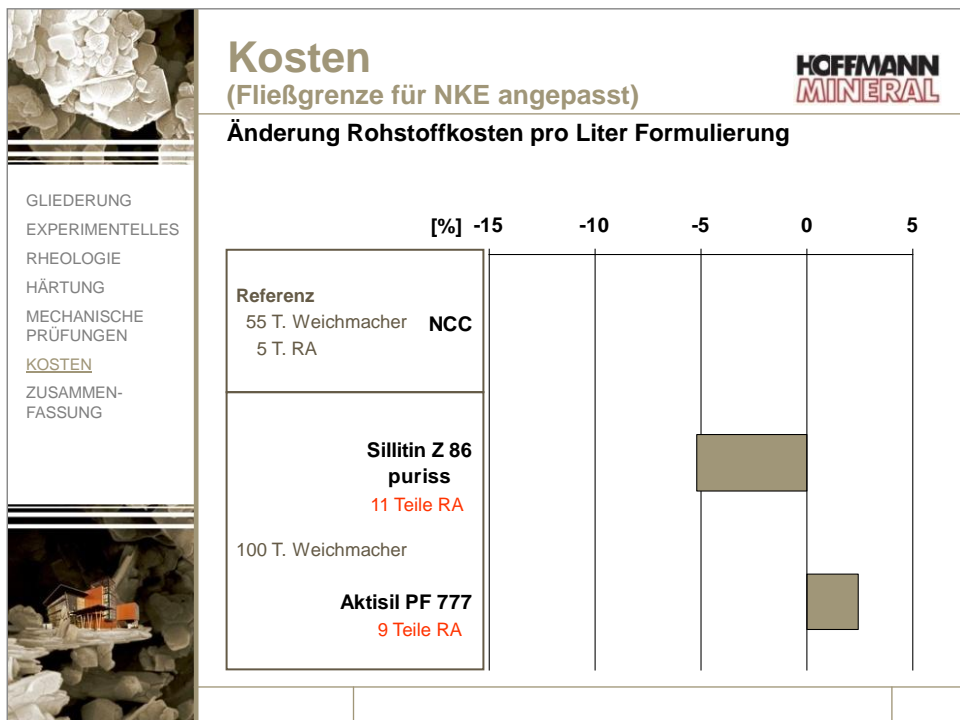 Kosten
(Fließgrenze für NKE angepasst)
HOFFMANN
MINERAL
Änderung Rohstoffkosten pro Liter Formulierung
GLIEDERUNG
EXPERIMENTELLES
RHEOLOGIE
HÄRTUNG
MECHANISCHE
PRÜFUNGEN
KOSTEN
ZUSAMMEN-
FASSUNG
[%] -15 -10 -5 0 5
Referenz
55 T. Weichmacher NCC
5 T. RA
Sillitin Z 86
puriss
11 Teile RA
100 T. Weichmacher
Aktisil PF 777
9 Teile RA